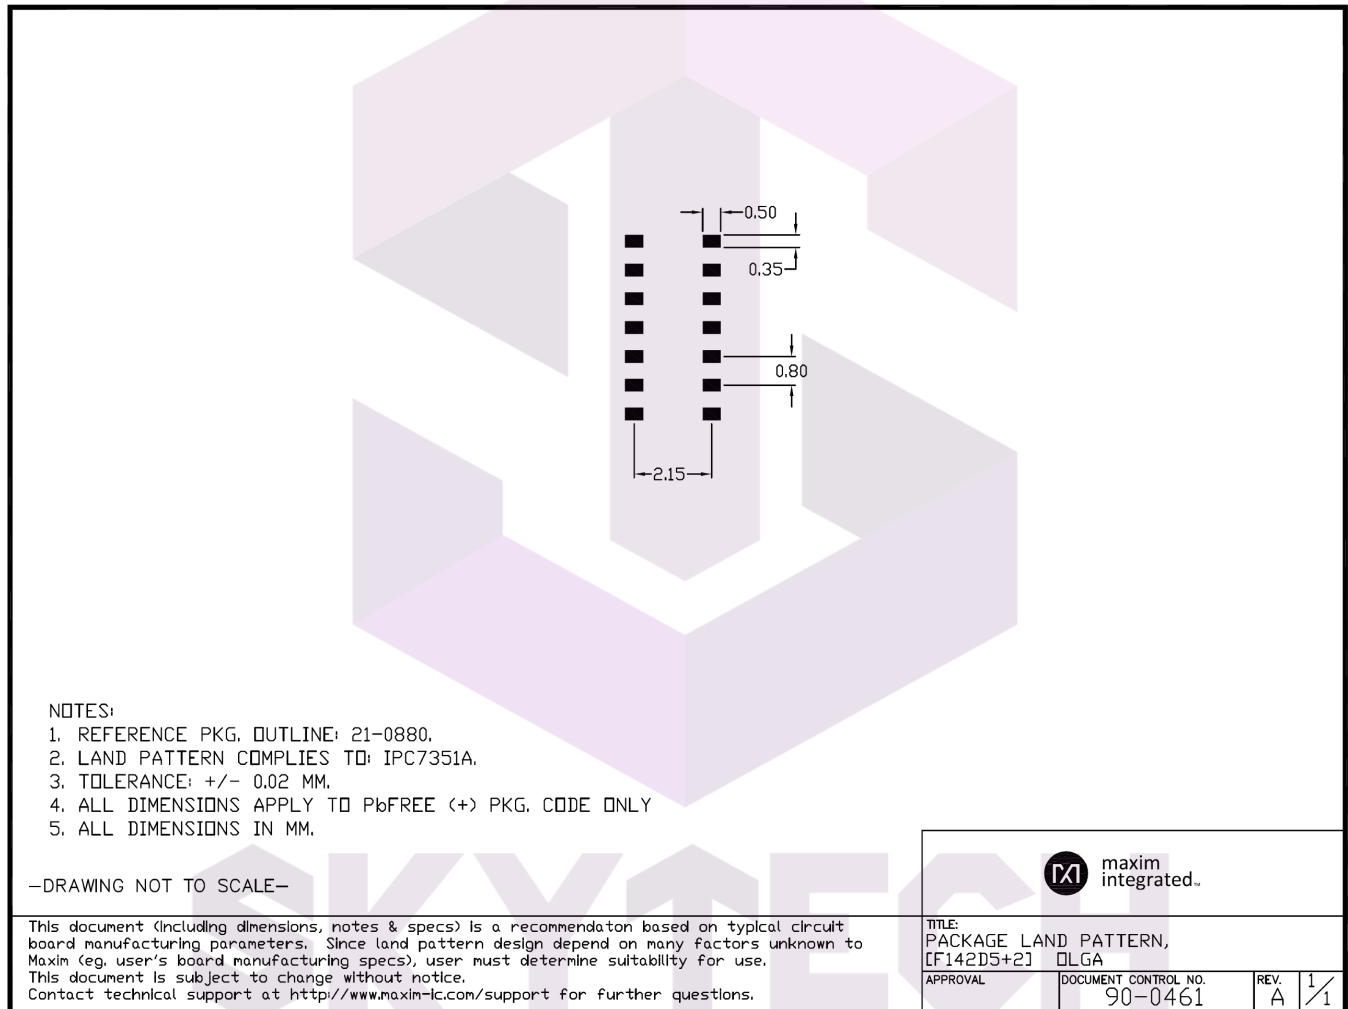 0.50
0.35
0.80
2.15
NOTES:
1. REFERENCE PKG. OUTLINE: 21-0880.
2. LAND PATTERN COMPLIES TO: IPC7351A.
3. TOLERANCE: +/- 0.02 MM.
4. ALL DIMENSIONS APPLY TO PbFREE (+) PKG. CODE ONLY
5. ALL DIMENSIONS IN MM.
-DRAWING NOT TO SCALE-
SKYTECH
maxim
integrated™
This document (including dimensions, notes & specs) is a recommendaton based on typical circuit
board manufacturing parameters. Since land pattern design depend on many factors unknown to
Maxim (eg. user's board manufacturing specs), user must determine suitability for use.
This document is subject to change without notice.
Contact technical support at http://www.maxim-ic.com/support for further questions.
TITLE:
PACKAGE LAND PATTERN,
[F142D5+2] OLGA
APPROVAL
DOCUMENT CONTROL NO.
90-0461
REV.
A
1/1